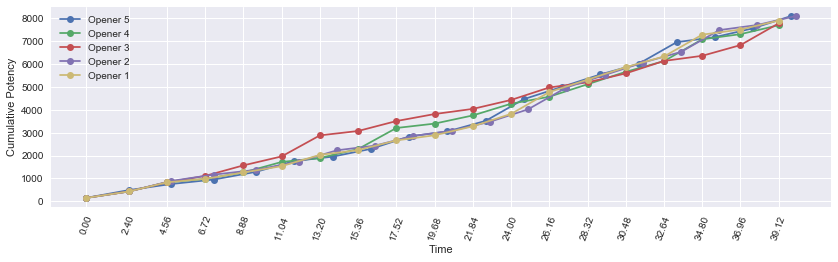 Opener 5
Opener 4
Opener 3
Opener 2
Opener 1
Cumulative Potency
8000
7000
6000
5000
4000
3000
2000
1000
0
0.00 2.40 4.56 6.72 8.88 11.04 13.20 15.36 17.52 19.68 21.84 24.00 26.16 28.32 30.48 32.64 34.80 36.96 39.12
Time